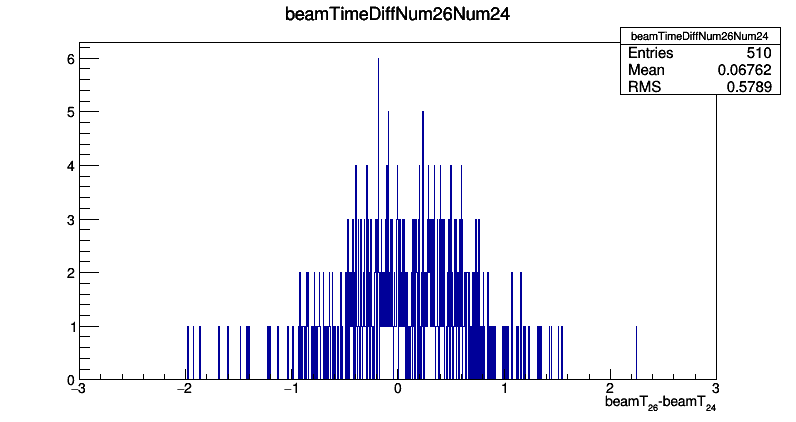 beamTimeDiffNum26Num24
beamTimeDiffNum26Num24
Entries 510
Mean 0.06762
RMS 0.5789
6
5
4
3
2
1
0
−3 −2 −1 0 1 2 3
beamT26-beamT24